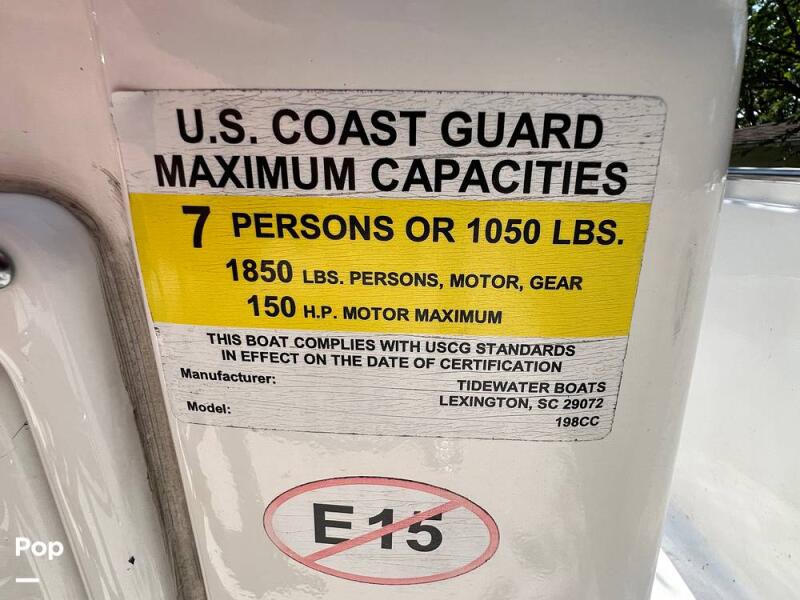 U.S. COAST GUARD
MAXIMUM CAPACITIES
7 PERSONS OR 1050 LBS.
1850 LBS. PERSONS, MOTOR, GEAR
150 H.P. MOTOR MAXIMUM
THIS BOAT COMPLIES WITH USCG STANDARDS
IN EFFECT ON THE DATE OF CERTIFICATION
Manufacturer: TIDEWATER BOATS
LEXINGTON, SC 29072
Model: 198CC
E15
Pop